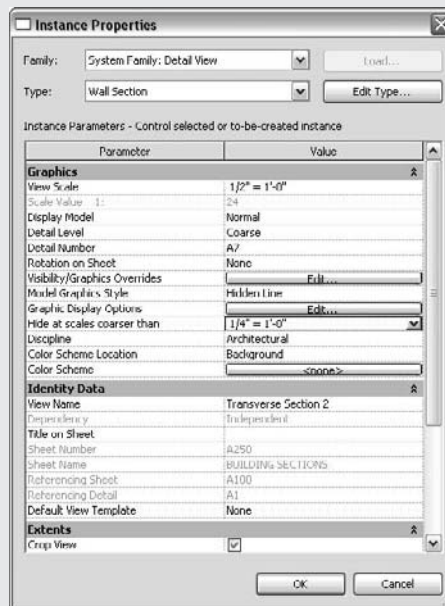 Instance Properties
Family: System Family: Detail View Load...
Type: Wall Section Edit Type...
Instance Parameters - Control selected or to-be-created instance
Parameter Value
Graphics
View Scale 1/2" = 1'-0"
Scale Value 1: 24
Display Model Normal
Detail Level Coarse
Detail Number A7
Rotation on Sheet None
Visibility/Graphics Overrides Edit...
Model Graphics Style Hidden Line
Graphic Display Options Edit...
Hide at scales coarser than 1/4" = 1'-0"
Discipline Architectural
Color Scheme Location Background
Color Scheme <none>
Identity Data
View Name Transverse Section 2
Dependency Independent
Title on Sheet
Sheet Number A250
Sheet Name BUILDING SECTIONS
Referencing Sheet A100
Referencing Detail A1
Default View Template None
Extents
Crop View
OK Cancel